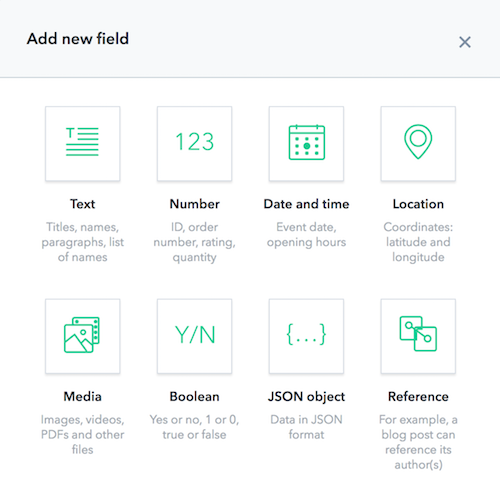 Add new field
123
Text
Number
Date and time
Location
Titles, names,
paragraphs, list
of names
ID, order
number, rating,
quantity
Event date,
opening hours
Coordinates:
latitude and
longitude
Y/N
{...}
Media
Boolean
JSON object
Reference
Images, videos,
PDFs and other
files
Yes or no, 1 or 0,
true or false
Data in JSON
format
For example, a
blog post can
reference its
author(s)